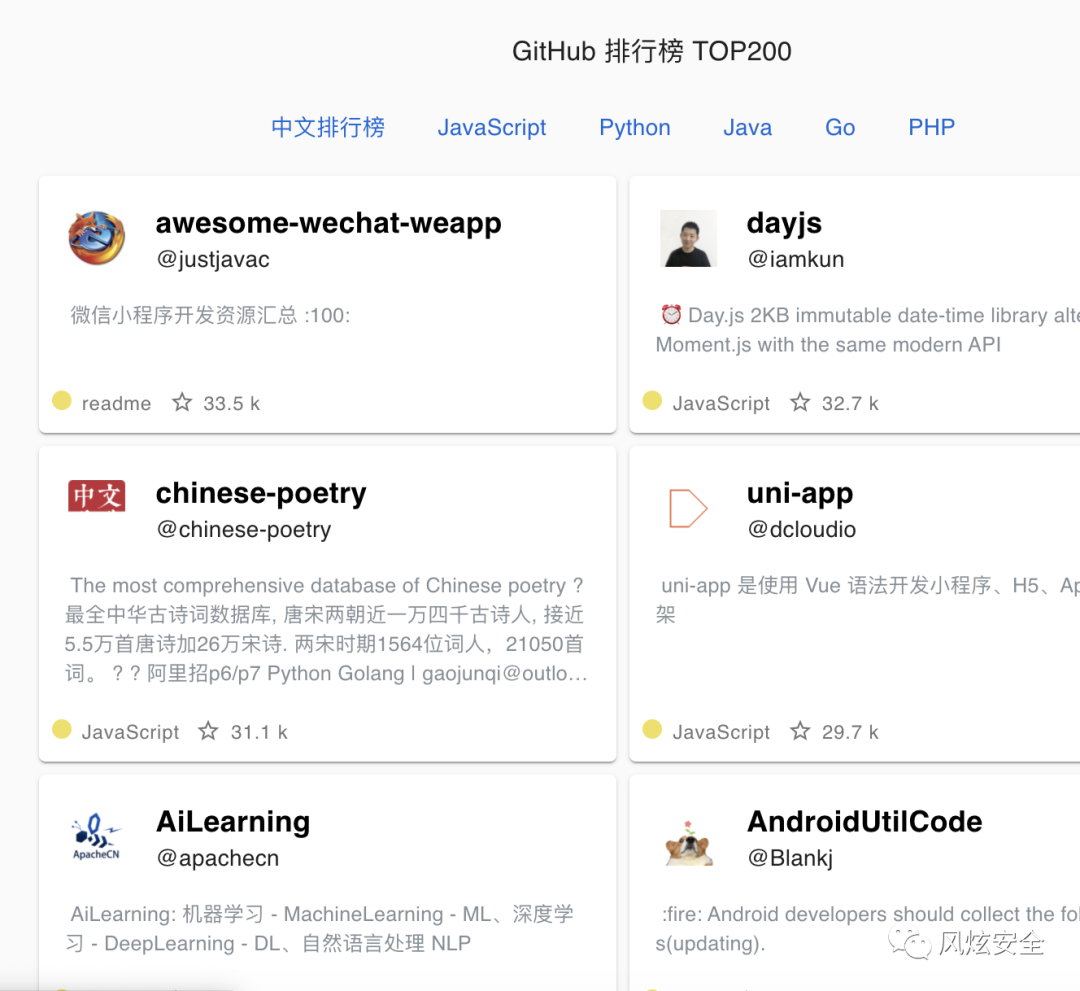 GitHub 排行榜 TOP200
中文排行榜 JavaScript Python Java Go PHP
awesome-wechat-weapp
@justjavac
微信小程序开发资源汇总 :100:
readme 33.5 k
dayjs
@iamkun
⏰ Day.js 2KB immutable date-time library alte
Moment.js with the same modern API
JavaScript 32.7 k
中文
chinese-poetry
@chinese-poetry
The most comprehensive database of Chinese poetry ?
最全中华古诗词数据库, 唐宋两朝近一万四千古诗人, 接近
5.5万首唐诗加26万宋诗. 两宋时期1564位词人，21050首
词。 ? ? 阿里招p6/p7 Python Golang | gaojunqi@outlo…
JavaScript 31.1 k
uni-app
@dcloudio
uni-app 是使用 Vue 语法开发小程序、H5、Ap
架
JavaScript 29.7 k
ApacheCN
AiLearning
@apachecn
AiLearning: 机器学习 - MachineLearning - ML、深度学
习 - DeepLearning - DL、自然语言处理 NLP
AndroidUtilCode
@Blankj
:fire: Android developers should collect the fol
s(updating).
风炫安全